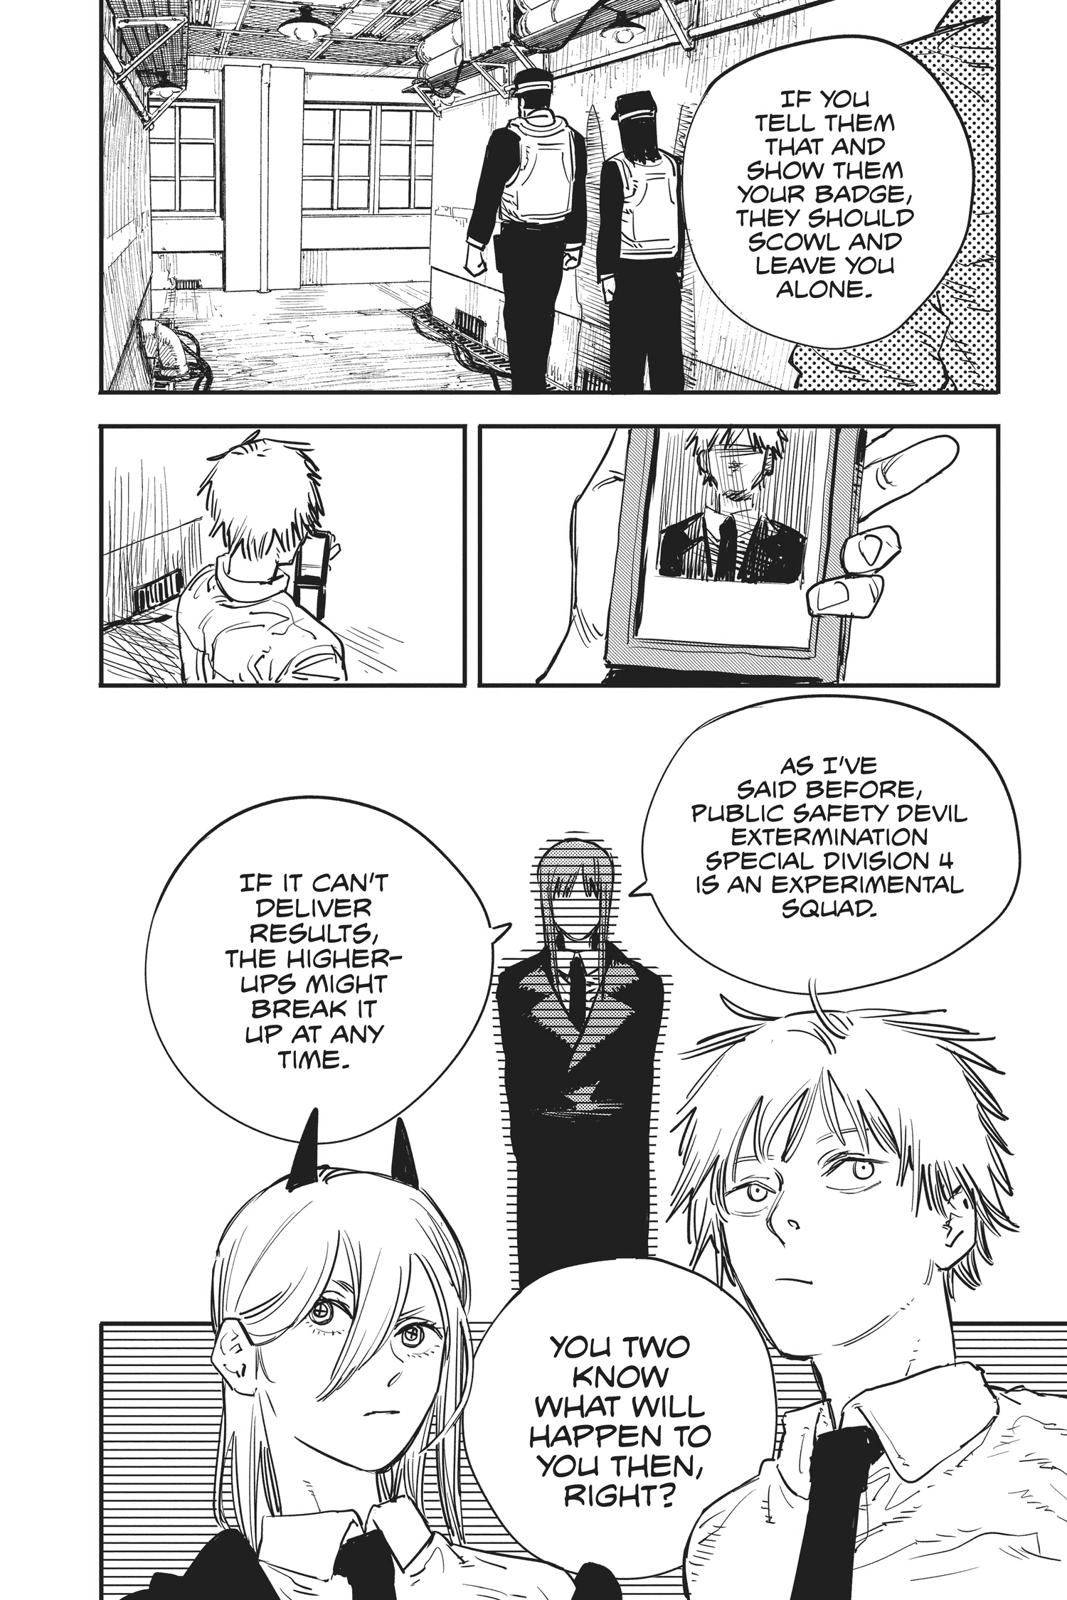 IF YOU
TELL THEM
THAT AND
SHOW THEM
YOUR BADGE,
THEY SHOULD
SCOWL AND
LEAVE YOU
ALONE.
AS I'VE
SAID BEFORE,
PUBLIC SAFETY DEVIL
EXTERMINATION
SPECIAL DIVISION 4
IS AN EXPERIMENTAL
SQUAD.
IF IT CAN'T
DELIVER
RESULTS,
THE HIGHER-
UPS MIGHT
BREAK IT
UP AT ANY
TIME.
YOU TWO
KNOW
WHAT WILL
HAPPEN TO
YOU THEN,
RIGHT?